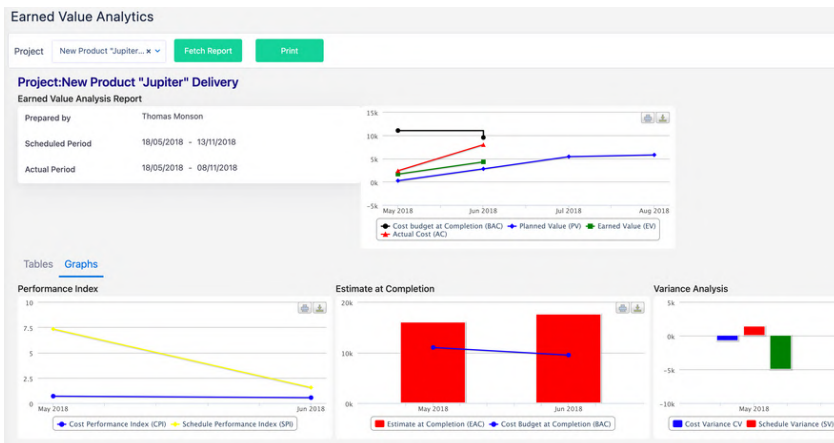 Earned Value Analytics
Project New Product "Jupiter... x Fetch Report Print
Project:New Product "Jupiter" Delivery
Earned Value Analysis Report
Prepared by Thomas Monson
Scheduled Period 18/05/2018 - 13/11/2018
Actual Period 18/05/2018 - 08/11/2018
15k
10k
5k
0k
-5k
May 2018 Jun 2018 Jul 2018 Aug 2018
Cost budget at Completion (BAC) Planned Value (PV) Earned Value (EV)
Actual Cost (AC)
Tables Graphs
Performance Index
10
7.5
5
2.5
0
May 2018 Jun 2018
Cost Performance Index (CPI) Schedule Performance Index (SPI)
Estimate at Completion
20k
10k
0k
May 2018 Jun 2018
Estimate at Completion (EAC) Cost Budget at Completion (BAC)
Variance Analysis
5k
0k
-5k
-10k
May 2018
Cost Variance CV Schedule Variance (SV)